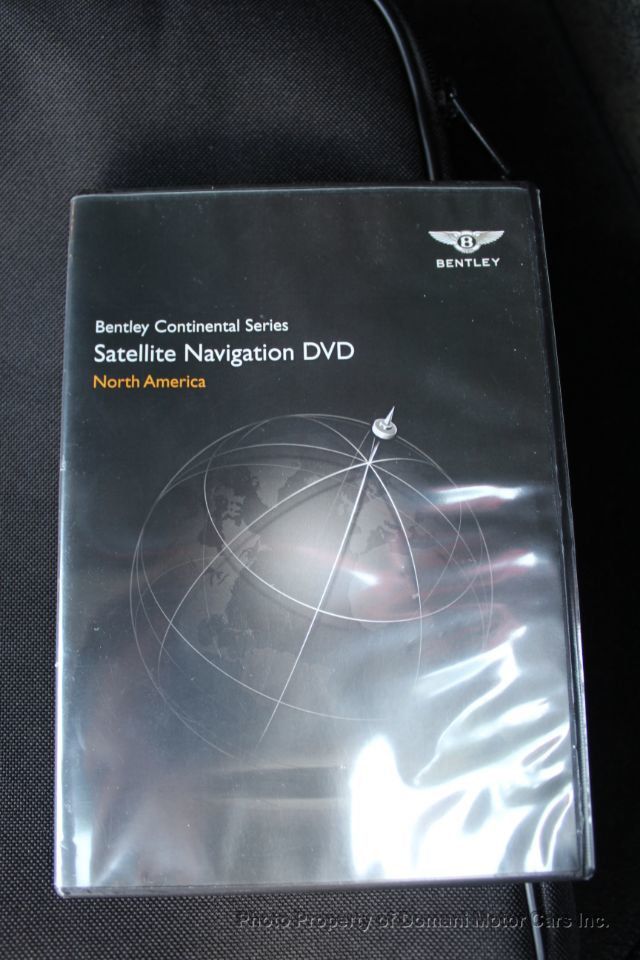 B
BENTLEY
Bentley Continental Series
Satellite Navigation DVD
North America
Photo Property of Domani Motor Cars Inc.